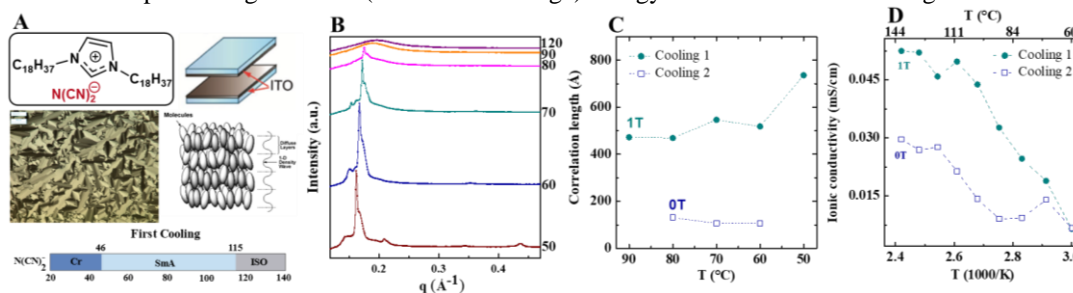 A
C18H37
N
N
C18H37
N(CN)2⊖
ITO
Molecules
Diffuse
Layers
1-D
Density
Wave
First Cooling
46
115
N(CN)2-
Cr
SmA
ISO
20 40 60 80 100 120 140
B
Intensity (a.u.)
120
90
80
70
60
50
0.2 0.3 0.4
q (Å-1)
C
Correlation length (Å)
800
600
400
200
0
Cooling 1
Cooling 2
1T
0T
90 80 70 60 50
T (°C)
D
T (°C)
144 111 84 60
Ionic conductivity (mS/cm)
0.045
0.030
0.015
Cooling 1
Cooling 2
1T
0T
2.4 2.6 2.8 3.0
T (1000/K)